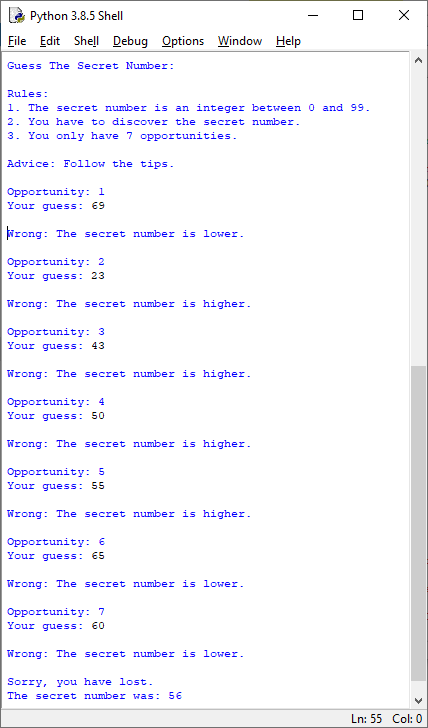 Python 3.8.5 Shell
File Edit Shell Debug Options Window Help
Guess The Secret Number:
Rules:
1. The secret number is an integer between 0 and 99.
2. You have to discover the secret number.
3. You only have 7 opportunities.
Advice: Follow the tips.
Opportunity: 1
Your guess: 69
Wrong: The secret number is lower.
Opportunity: 2
Your guess: 23
Wrong: The secret number is higher.
Opportunity: 3
Your guess: 43
Wrong: The secret number is higher.
Opportunity: 4
Your guess: 50
Wrong: The secret number is higher.
Opportunity: 5
Your guess: 55
Wrong: The secret number is higher.
Opportunity: 6
Your guess: 65
Wrong: The secret number is lower.
Opportunity: 7
Your guess: 60
Wrong: The secret number is lower.
Sorry, you have lost.
The secret number was: 56
Ln: 55 Col: 0